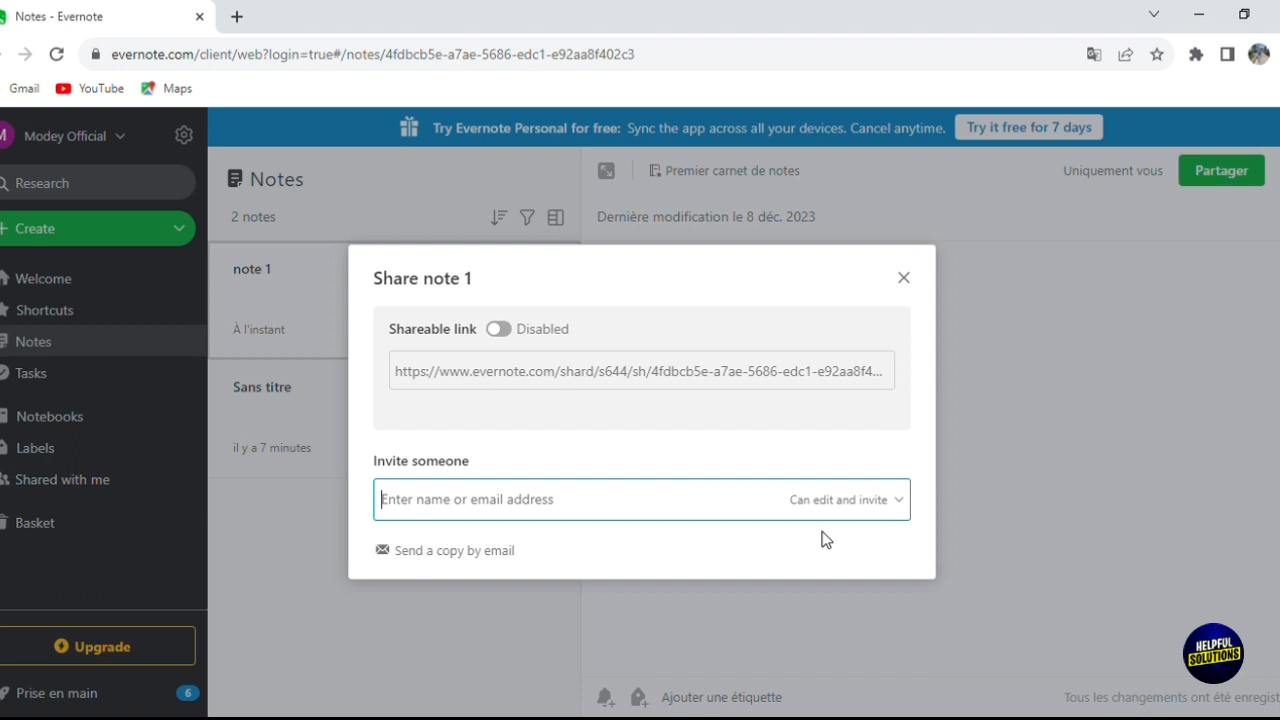 Notes - Evernote
evernote.com/client/web?login=true#/notes/4fdbcb5e-a7ae-5686-edc1-e92aa8f402c3
Gmail YouTube Maps
M Modey Official
Try Evernote Personal for free: Sync the app across all your devices. Cancel anytime. Try it free for 7 days
Research
Notes
Premier carnet de notes
Uniquement vous
Partager
2 notes
Dernière modification le 8 déc. 2023
+ Create
Welcome
Shortcuts
Notes
Tasks
Notebooks
Labels
Shared with me
Basket
Upgrade
Prise en main 6
note 1
À l'instant
Sans titre
il y a 7 minutes
Share note 1
Shareable link Disabled
https://www.evernote.com/shard/s644/sh/4fdbcb5e-a7ae-5686-edc1-e92aa8f4...
Invite someone
Enter name or email address Can edit and invite
Send a copy by email
HELPFUL
SOLUTIONS
Ajouter une étiquette
Tous les changements ont été